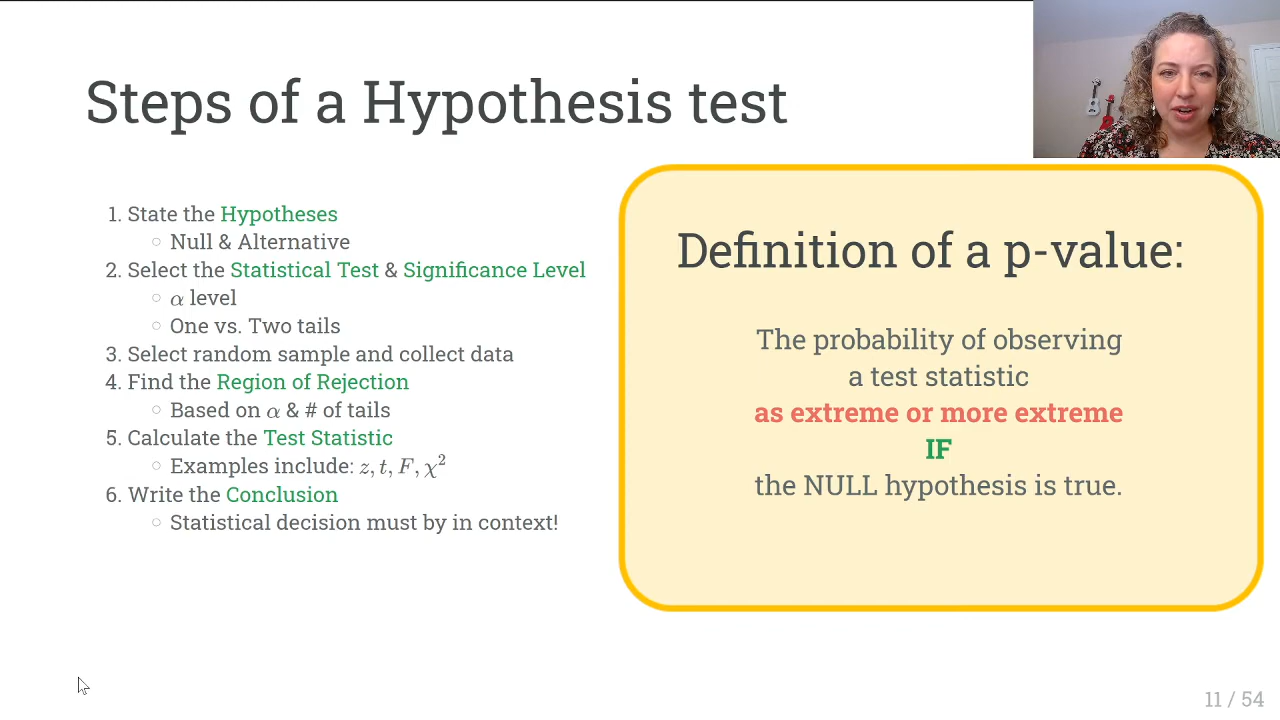 Steps of a Hypothesis test
1. State the Hypotheses
○ Null & Alternative
2. Select the Statistical Test & Significance Level
○ α level
○ One vs. Two tails
3. Select random sample and collect data
4. Find the Region of Rejection
○ Based on α & # of tails
5. Calculate the Test Statistic
○ Examples include: z, t, F, χ²
6. Write the Conclusion
○ Statistical decision must by in context!
Definition of a p-value:
The probability of observing
a test statistic
as extreme or more extreme
IF
the NULL hypothesis is true.
11 / 54